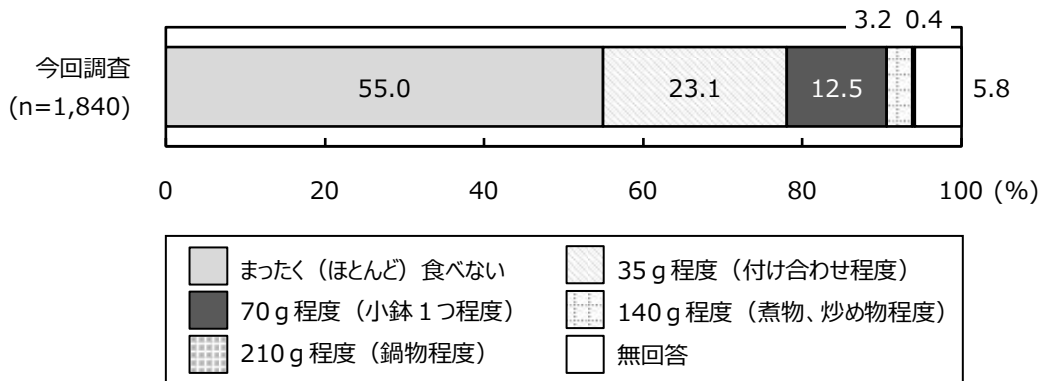 3.2 0.4
今回調査
(n=1,840)
55.0 23.1 12.5 5.8
0 20 40 60 80 100 (%)
まったく（ほとんど）食べない 35ｇ程度（付け合わせ程度）
70ｇ程度（小鉢１つ程度） 140ｇ程度（煮物、炒め物程度）
210ｇ程度（鍋物程度） 無回答